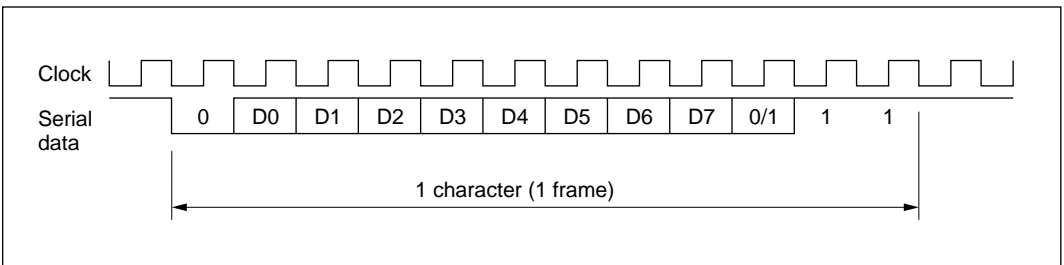 Clock
Serial
data
0 D0 D1 D2 D3 D4 D5 D6 D7 0/1 1 1
1 character (1 frame)